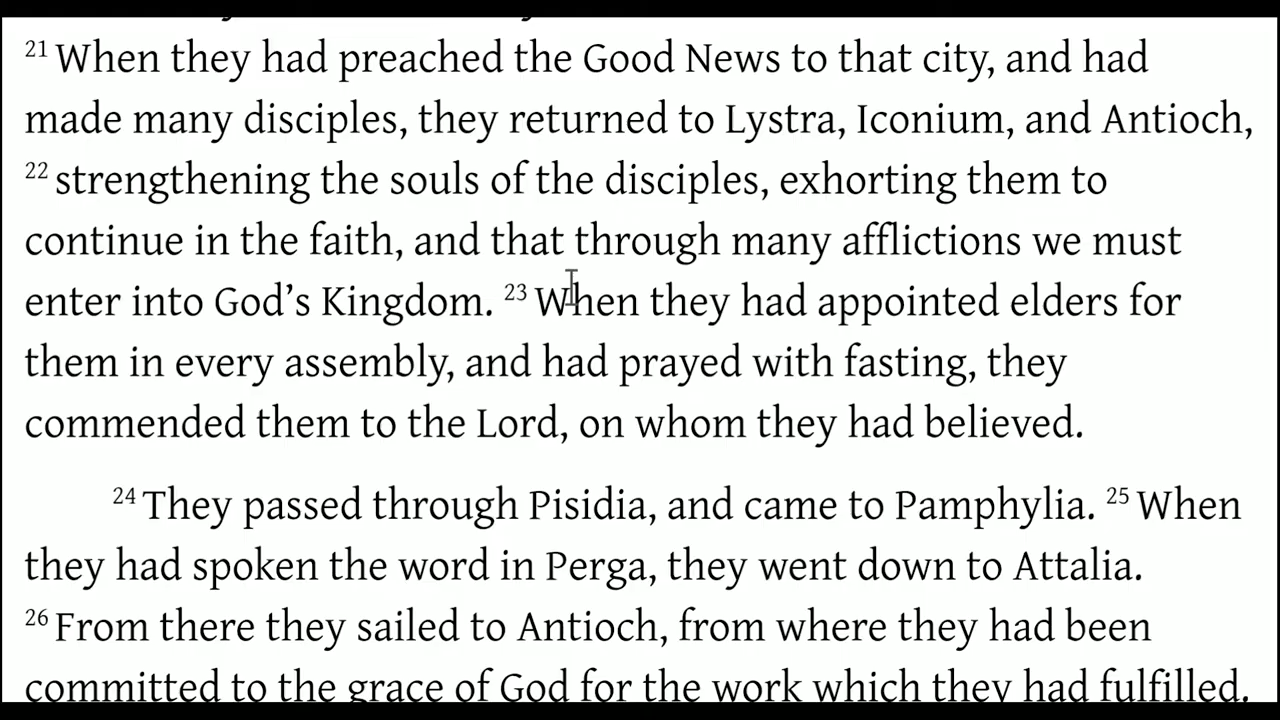 21 When they had preached the Good News to that city, and had
made many disciples, they returned to Lystra, Iconium, and Antioch,
22 strengthening the souls of the disciples, exhorting them to
continue in the faith, and that through many afflictions we must
enter into God’s Kingdom. 23 When they had appointed elders for
them in every assembly, and had prayed with fasting, they
commended them to the Lord, on whom they had believed.
24 They passed through Pisidia, and came to Pamphylia. 25 When
they had spoken the word in Perga, they went down to Attalia.
26 From there they sailed to Antioch, from where they had been
committed to the grace of God for the work which they had fulfilled.